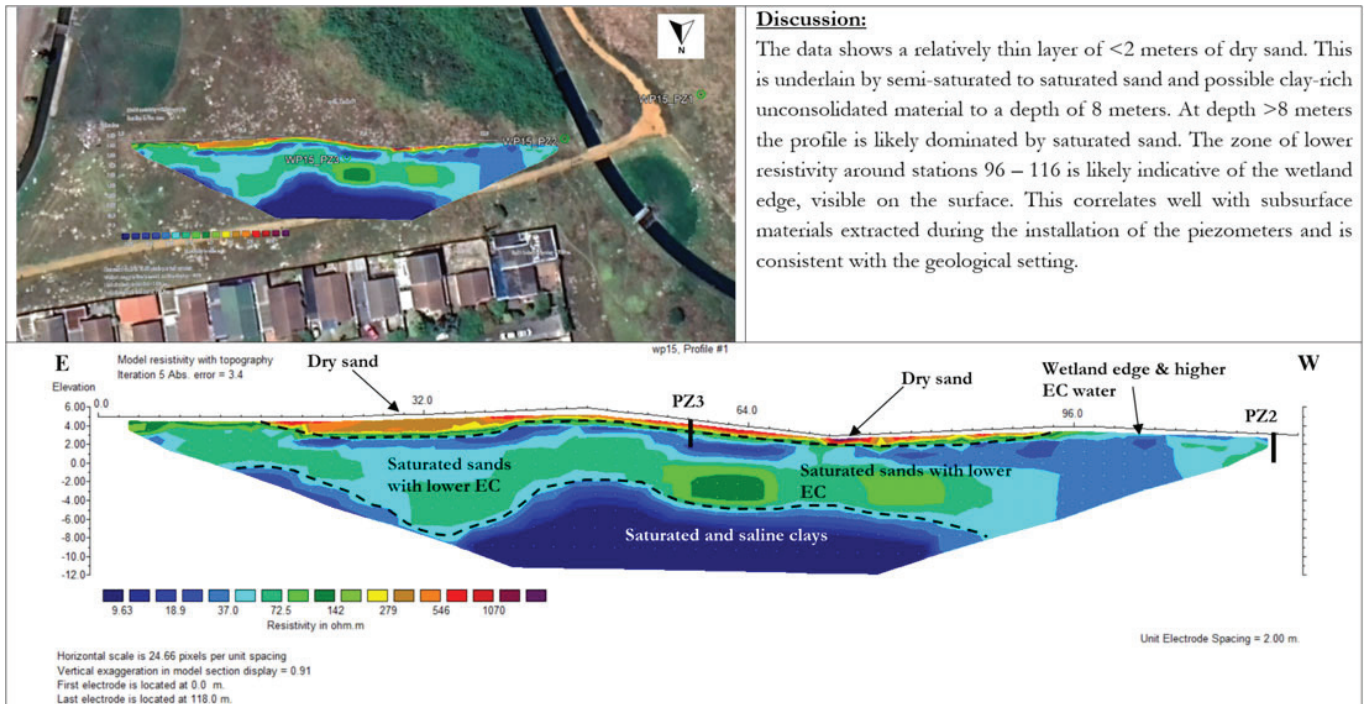 N
WP15_PZ1
WP15_PZ2
WP15_PZ3
Discussion:
The data shows a relatively thin layer of <2 meters of dry sand. This
is underlain by semi-saturated to saturated sand and possible clay-rich
unconsolidated material to a depth of 8 meters. At depth >8 meters
the profile is likely dominated by saturated sand. The zone of lower
resistivity around stations 96 – 116 is likely indicative of the wetland
edge, visible on the surface. This correlates well with subsurface
materials extracted during the installation of the piezometers and is
consistent with the geological setting.
wp15, Profile #1
E
Model resistivity with topography
Iteration 5 Abs. error = 3.4
Dry sand
Dry sand
Wetland edge & higher
EC water
W
Elevation
0.0
32.0
PZ3
64.0
96.0
PZ2
6.00
4.00
2.00
0.0
-2.00
-4.00
-6.00
-8.00
-10.0
-12.0
Saturated sands
with lower EC
Saturated sands with lower
EC
Saturated and saline clays
9.63 18.9 37.0 72.5 142 279 546 1070
Resistivity in ohm.m
Unit Electrode Spacing = 2.00 m.
Horizontal scale is 24.66 pixels per unit spacing
Vertical exaggeration in model section display = 0.91
First electrode is located at 0.0 m.
Last electrode is located at 118.0 m.